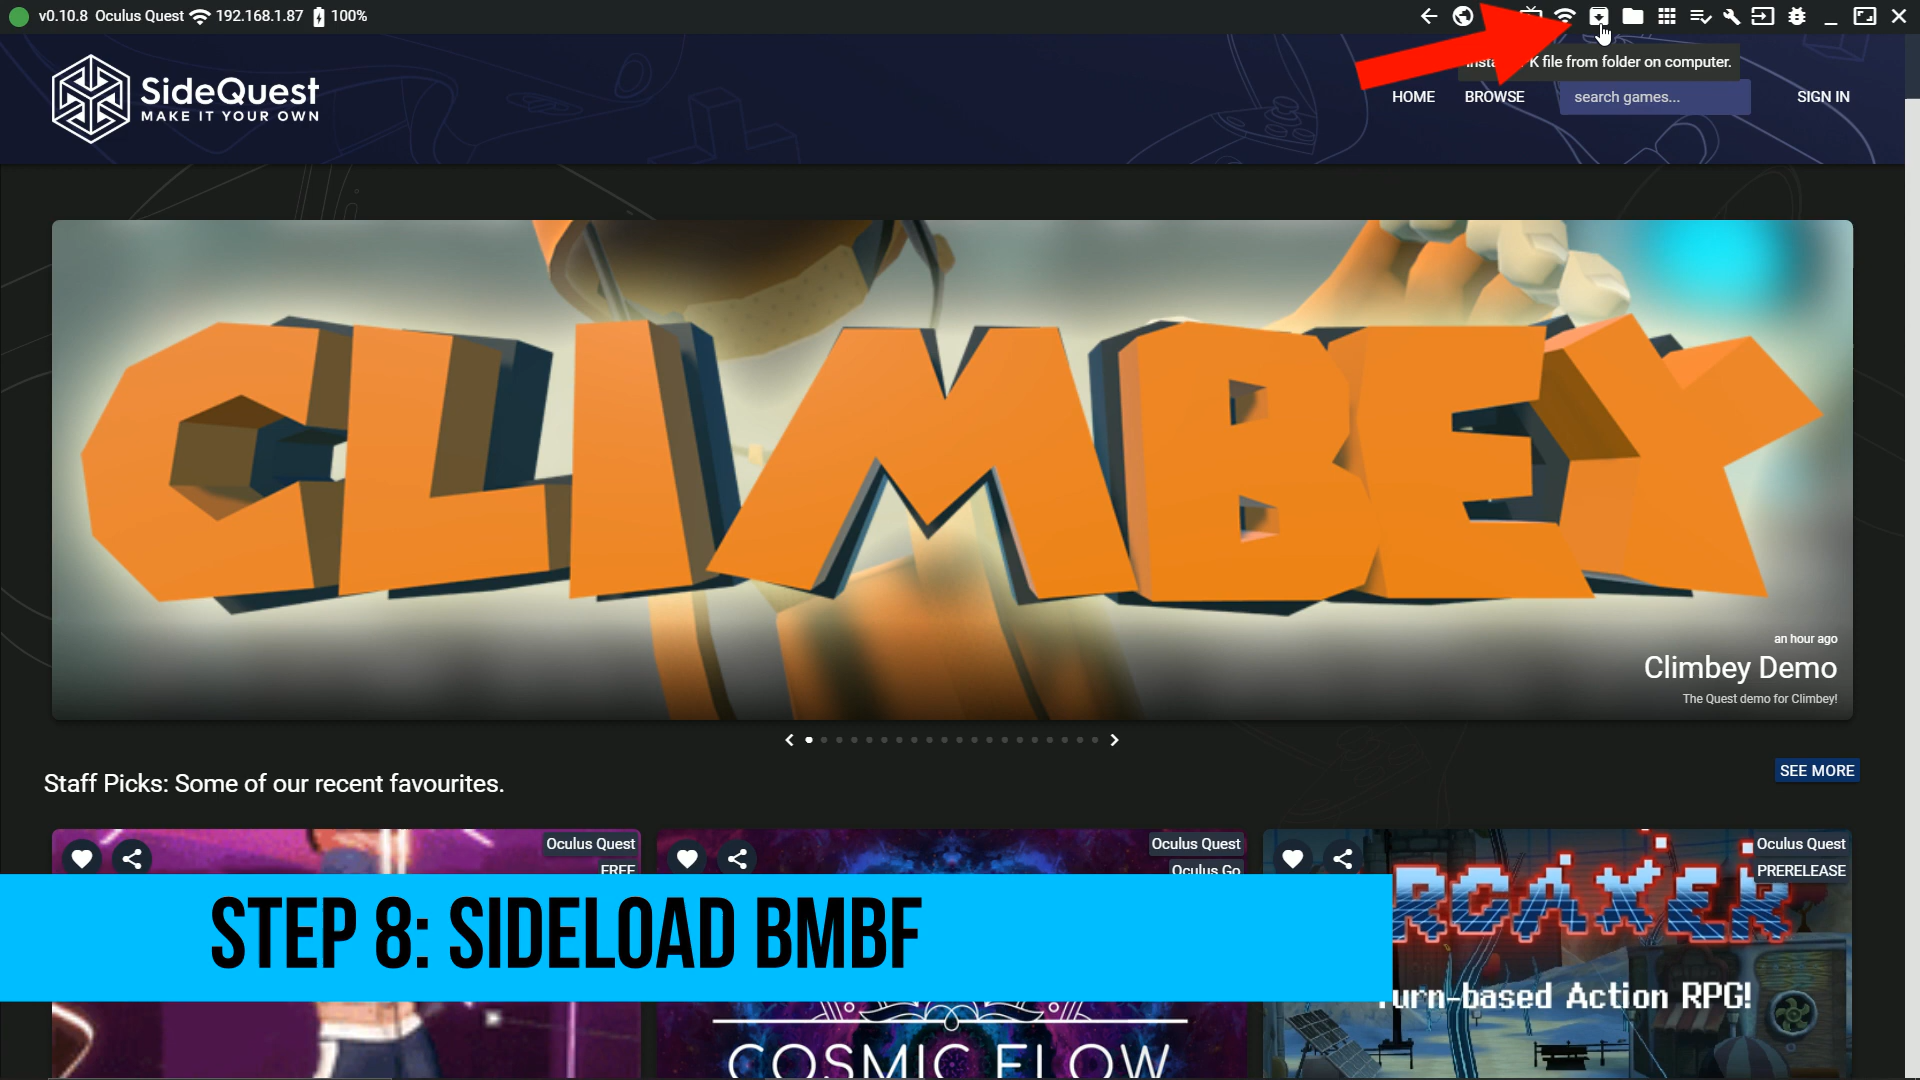 v0.10.8 Oculus Quest 192.168.1.87 100%
K file from folder on computer.
SideQuest
MAKE IT YOUR OWN
HOME BROWSE search games... SIGN IN
CLIMBEY
an hour ago
Climbey Demo
The Quest demo for Climbey!
Staff Picks: Some of our recent favourites.
SEE MORE
Oculus Quest
FREE
Oculus Quest
Oculus Go
Oculus Quest
PRERELEASE
STEP 8: SIDELOAD BMBF
COSMIC FLOW
Action RPG!